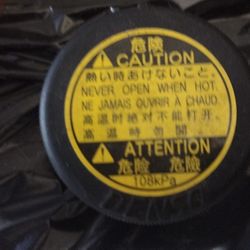 危険
CAUTION
熱い時あけないこと。
NEVER OPEN WHEN HOT.
NE JAMAIS OUVRIR À CHAUD.
高温时绝对不能打开。
高溫時勿開
ATTENTION
危险 危險
108kPa